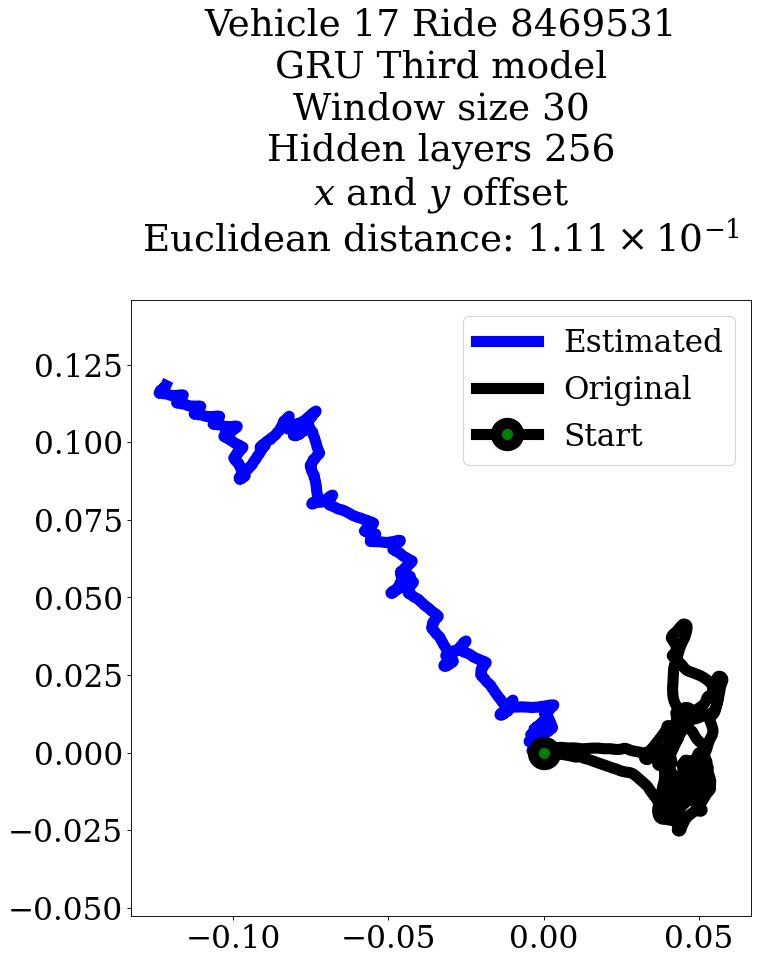 Vehicle 17 Ride 8469531
GRU Third model
Window size 30
Hidden layers 256
x and y offset
Euclidean distance: 1.11 × 10⁻¹
Estimated
Original
Start
0.125
0.100
0.075
0.050
0.025
0.000
−0.025
−0.050
−0.10
−0.05
0.00
0.05